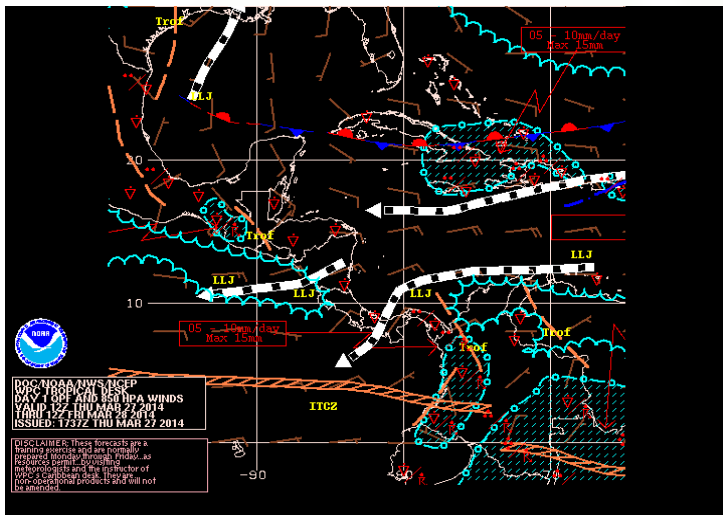 Trof
05 - 10mm/day
Max 15mm
LLJ
20
Trof
LLJ
LLJ
LLJ
LLJ
10
05 - 10mm/day
Max 15mm
Trof
Trof
NOAA
ITCZ
DOC/NOAA/NWS/NCEP
WPC TROPICAL DESK
DAY 1 QPF AND 850 HPA WINDS
VALID 12Z THU MAR 27 2014
THRU 12Z FRI MAR 28 2014
ISSUED: 1737Z THU MAR 27 2014
DISCLAIMER: These forecasts are a
training exercise and are normally
prepared Monday through Friday...as
resources permit...by visiting
meteorologists and the instructor of
WPC's Caribbean desk. They are
non-operational products and will not
be amended.
-90